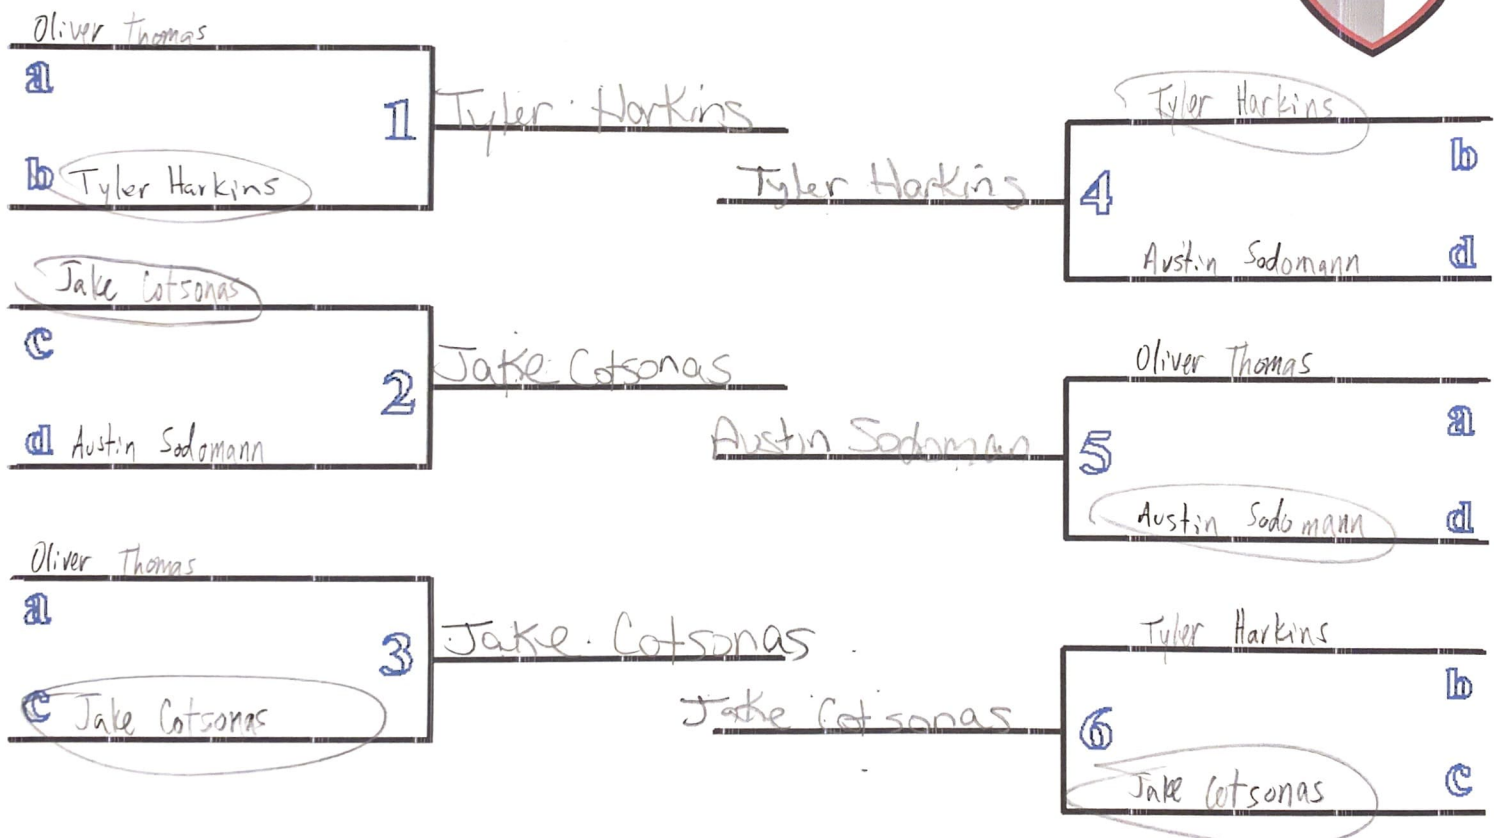 Oliver Thomas
a
1
Tyler Harkins
b Tyler Harkins
Jake Cotsonas
c
2
Jake Cotsonas
d Austin Sodomann
Oliver Thomas
a
3
Jake Cotsonas
c Jake Cotsonas
Tyler Harkins
b
Tyler Harkins
4
Austin Sodomann
d
Oliver Thomas
a
Austin Sodoman
5
Austin Sodomann
d
Tyler Harkins
b
Jake Cotsonas
6
Jake Cotsonas
c